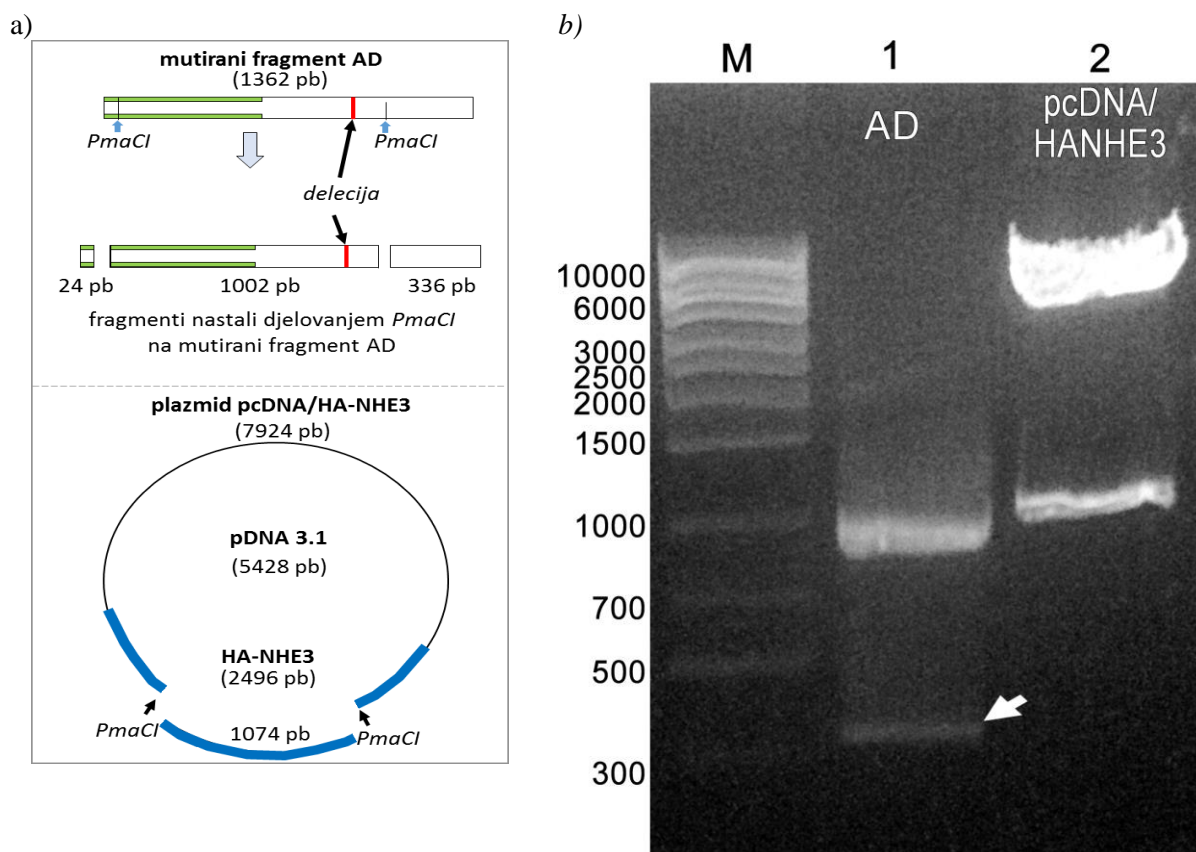 a)
mutirani fragment AD
(1362 pb)
PmaCI
PmaCI
delecija
24 pb
1002 pb
336 pb
fragmenti nastali djelovanjem PmaCI
na mutirani fragment AD
plazmid pcDNA/HA-NHE3
(7924 pb)
pDNA 3.1
(5428 pb)
HA-NHE3
(2496 pb)
PmaCI
1074 pb
PmaCI
b)
M
1
2
AD
pcDNA/
HANHE3
10000
6000
3000
2500
2000
1500
1000
700
500
300